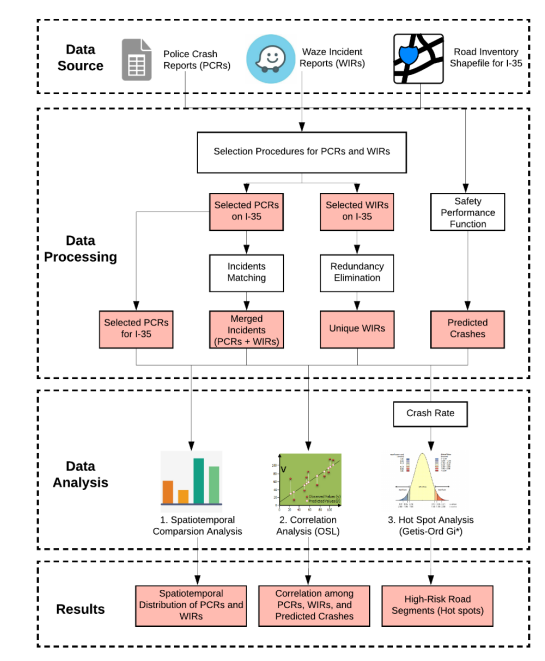 Data
Source
Police Crash
Reports (PCRs)
Waze Incident
Reports (WIRs)
Road Inventory
Shapefile for I-35
Data
Processing
Selection Procedures for PCRs and WIRs
Selected PCRs
on I-35
Selected WIRs
on I-35
Safety
Performance
Function
Incidents
Matching
Redundancy
Elimination
Selected PCRs
for I-35
Merged
Incidents
(PCRs + WIRs)
Unique WIRs
Predicted
Crashes
Data
Analysis
Crash Rate
1. Spatiotemporal
Comparsion Analysis
2. Correlation
Analysis (OSL)
3. Hot Spot Analysis
(Getis-Ord Gi*)
Results
Spatiotemporal
Distribution of PCRs and
WIRs
Correlation among
PCRs, WIRs, and
Predicted Crashes
High-Risk Road
Segments (Hot spots)